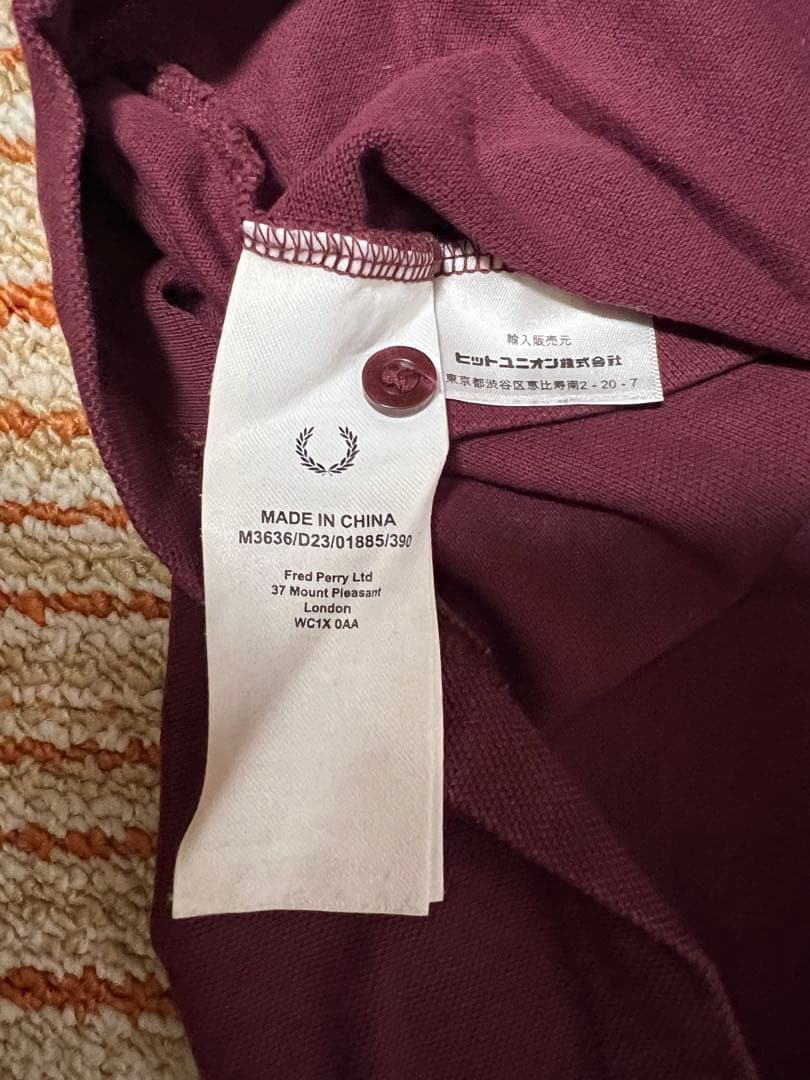 輸入販売元
ヒットユニオン株式会社
東京都渋谷区恵比寿南2-20-7
MADE IN CHINA
M3636/D23/01885/390
Fred Perry Ltd
37 Mount Pleasant
London
WC1X 0AA